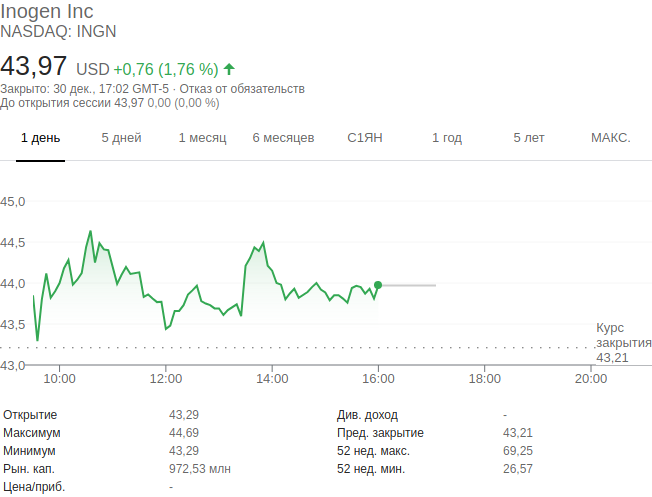 Inogen Inc
NASDAQ: INGN
43,97 USD +0,76 (1,76 %)
Закрыто: 30 дек., 17:02 GMT-5 · Отказ от обязательств
До открытия сессии 43,97 0,00 (0,00 %)
1 день 5 дней 1 месяц 6 месяцев С1ЯН 1 год 5 лет МАКС.
45,0
44,5
44,0
43,5
Курс
закрытия
43,21
43,0
10:00 12:00 14:00 16:00 18:00 20:00
Открытие 43,29 Див. доход -
Максимум 44,69 Пред. закрытие 43,21
Минимум 43,29 52 нед. макс. 69,25
Рын. кап. 972,53 млн 52 нед. мин. 26,57
Цена/приб. -